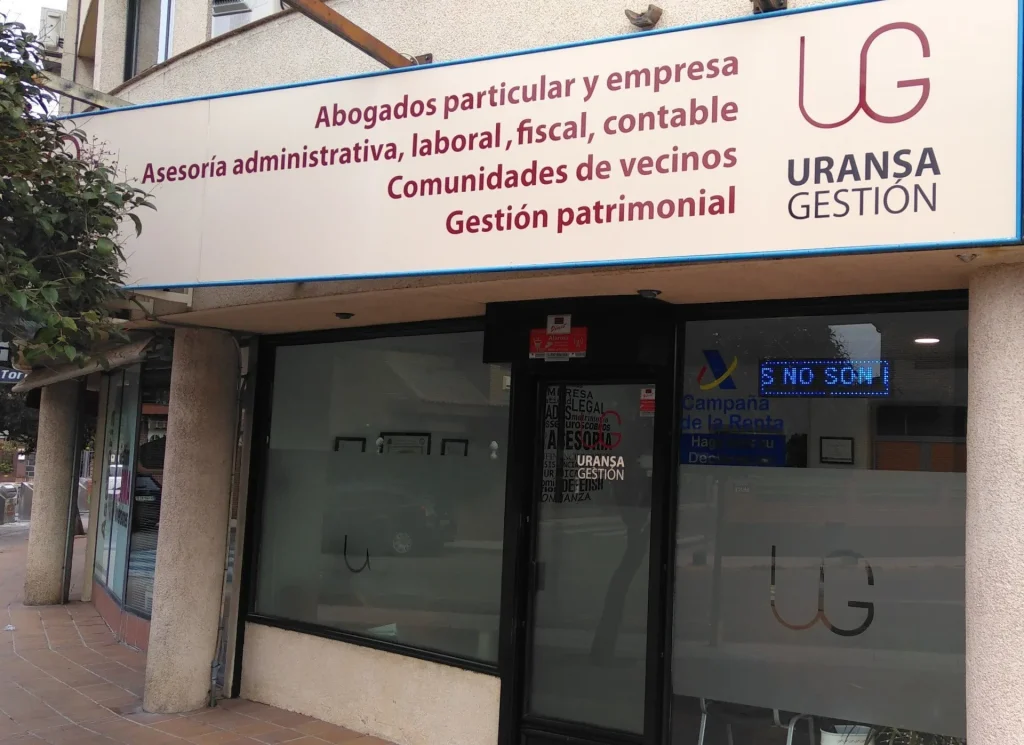 Abogados particular y empresa
Asesoría administrativa, laboral, fiscal, contable
Comunidades de vecinos
Gestión patrimonial
UG
URANSA
GESTIÓN
S NO SON
Campaña
de la Renta
LEGAL
ASESORÍA
URANSA
GESTIÓN
UG